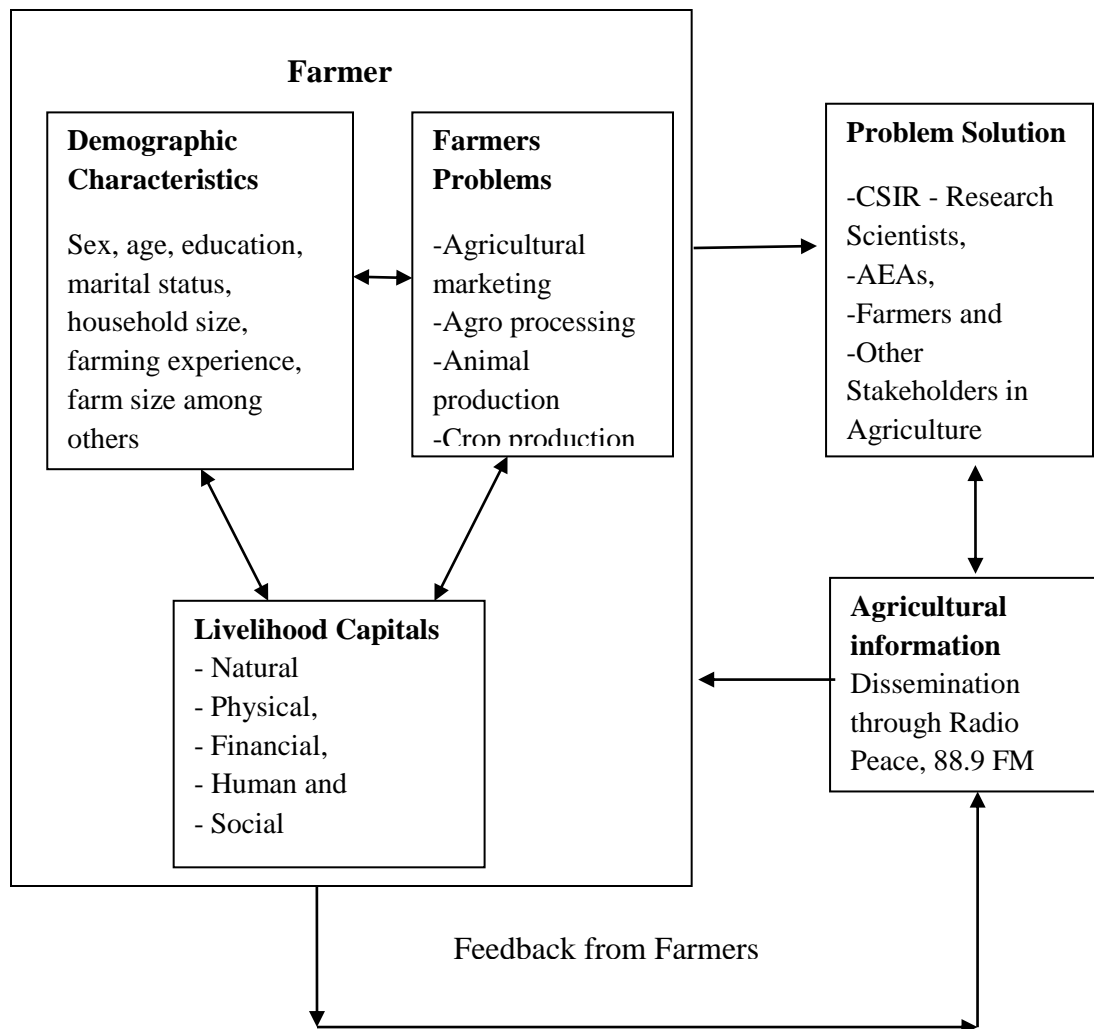 Farmer
Demographic
Characteristics
Sex, age, education,
marital status,
household size,
farming experience,
farm size among
others
Farmers
Problems
-Agricultural
marketing
-Agro processing
-Animal
production
-Crop production
Problem Solution
-CSIR - Research
Scientists,
-AEAs,
-Farmers and
-Other
Stakeholders in
Agriculture
Livelihood Capitals
- Natural
- Physical,
- Financial,
- Human and
- Social
Agricultural
information
Dissemination
through Radio
Peace, 88.9 FM
Feedback from Farmers